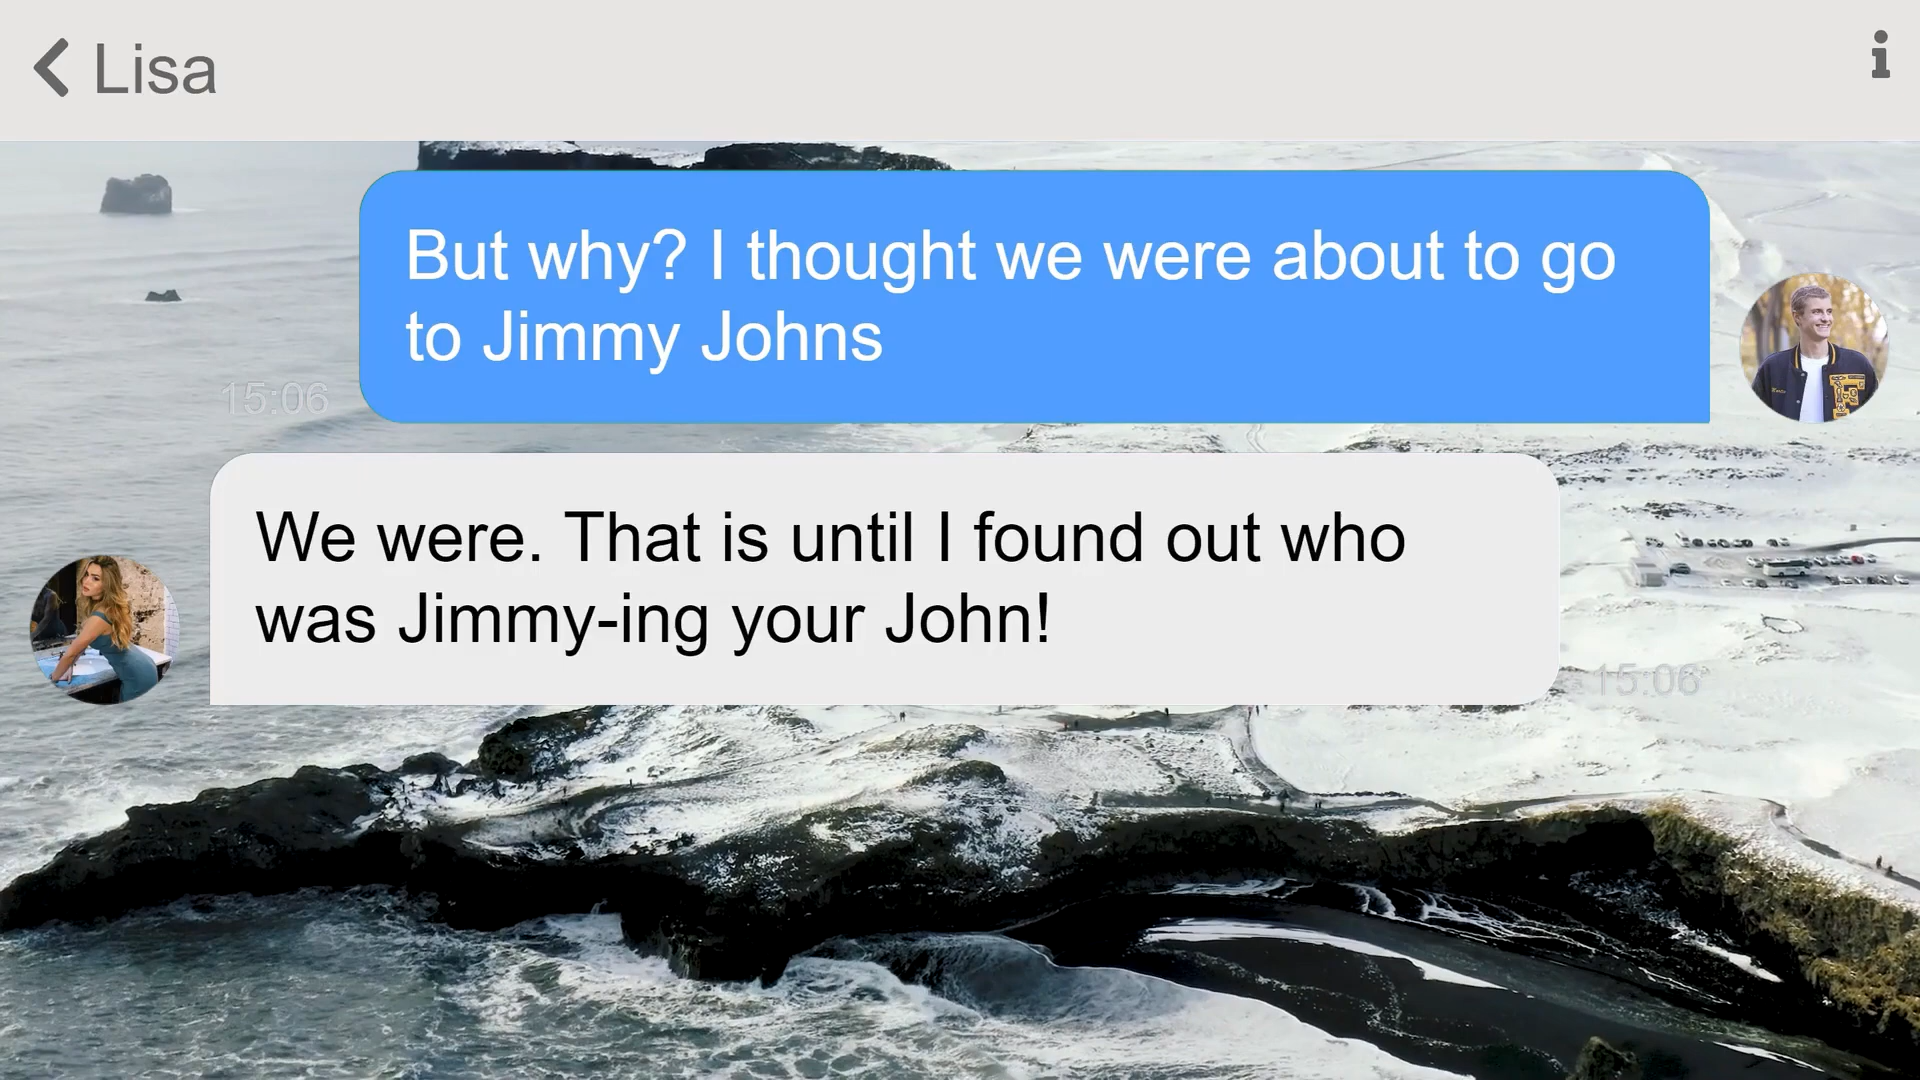 Lisa
But why? I thought we were about to go
to Jimmy Johns
15:06
We were. That is until I found out who
was Jimmy-ing your John!
15:06